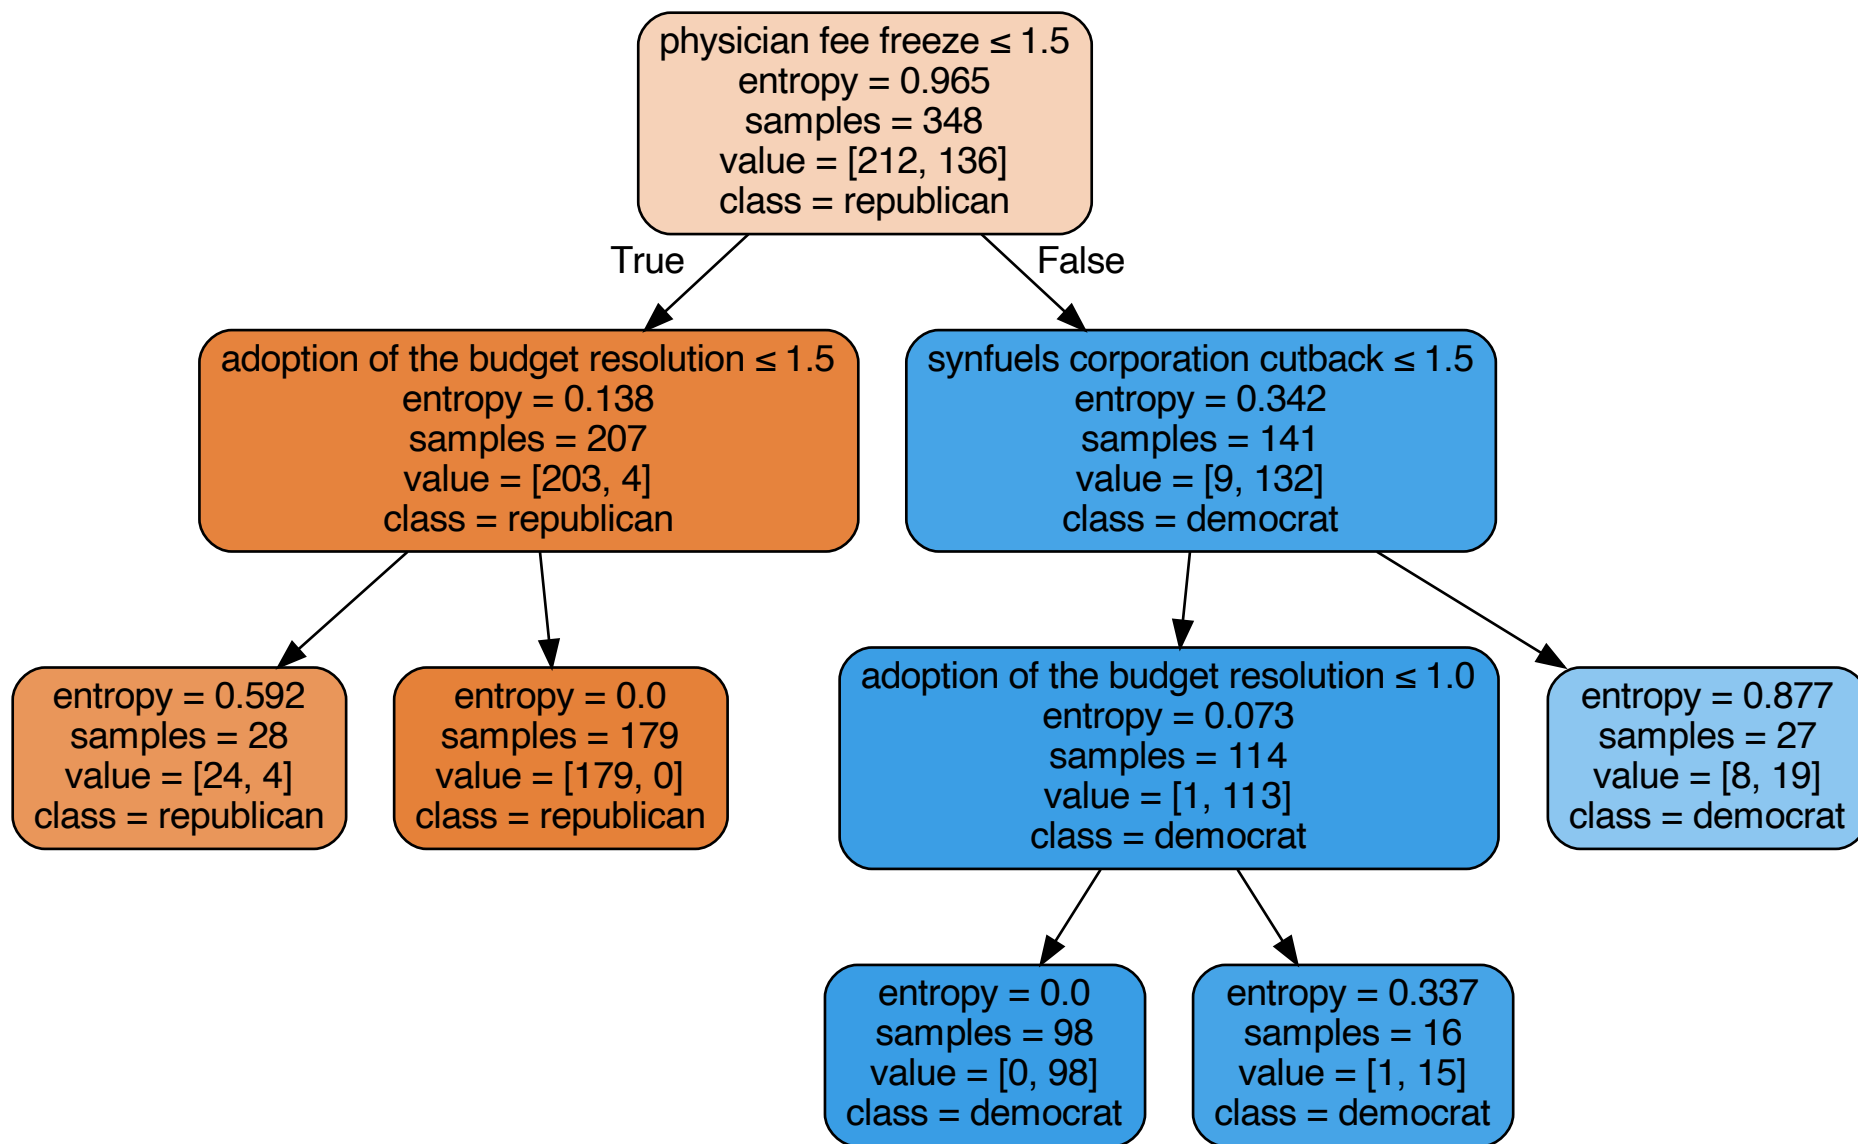 physician fee freeze ≤ 1.5
entropy = 0.965
samples = 348
value = [212, 136]
class = republican
True
False
adoption of the budget resolution ≤ 1.5
entropy = 0.138
samples = 207
value = [203, 4]
class = republican
synfuels corporation cutback ≤ 1.5
entropy = 0.342
samples = 141
value = [9, 132]
class = democrat
entropy = 0.592
samples = 28
value = [24, 4]
class = republican
entropy = 0.0
samples = 179
value = [179, 0]
class = republican
adoption of the budget resolution ≤ 1.0
entropy = 0.073
samples = 114
value = [1, 113]
class = democrat
entropy = 0.877
samples = 27
value = [8, 19]
class = democrat
entropy = 0.0
samples = 98
value = [0, 98]
class = democrat
entropy = 0.337
samples = 16
value = [1, 15]
class = democrat